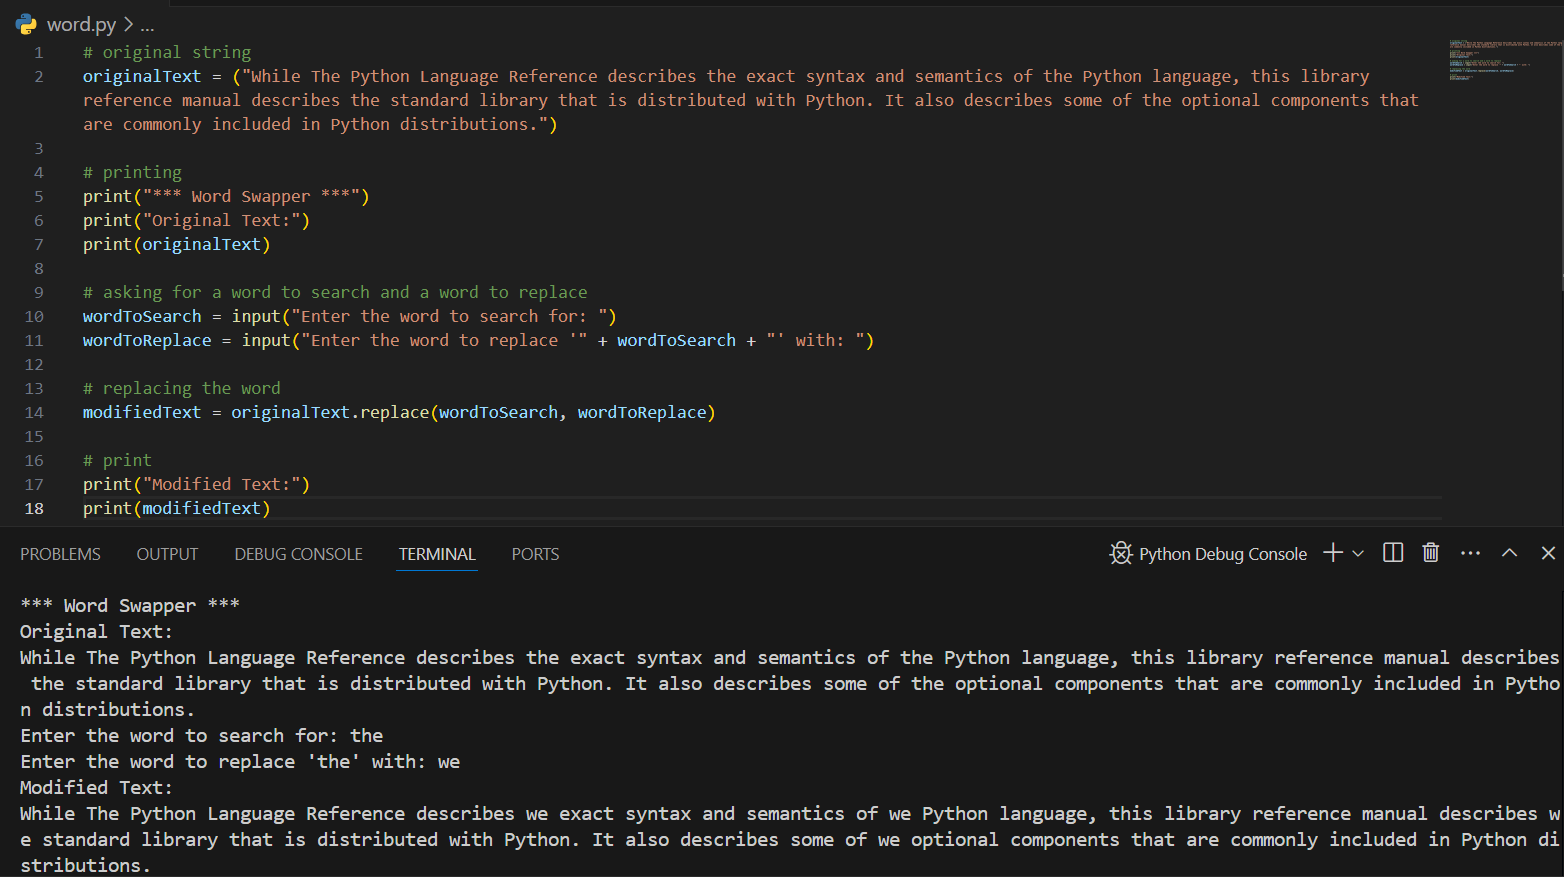 word.py > ...
1 # original string
2 originalText = ("While The Python Language Reference describes the exact syntax and semantics of the Python language, this library
reference manual describes the standard library that is distributed with Python. It also describes some of the optional components that
are commonly included in Python distributions.")
3
4 # printing
5 print("*** Word Swapper ***")
6 print("Original Text:")
7 print(originalText)
8
9 # asking for a word to search and a word to replace
10 wordToSearch = input("Enter the word to search for: ")
11 wordToReplace = input("Enter the word to replace '" + wordToSearch + "' with: ")
12
13 # replacing the word
14 modifiedText = originalText.replace(wordToSearch, wordToReplace)
15
16 # print
17 print("Modified Text:")
18 print(modifiedText)
PROBLEMS OUTPUT DEBUG CONSOLE TERMINAL PORTS Python Debug Console
*** Word Swapper ***
Original Text:
While The Python Language Reference describes the exact syntax and semantics of the Python language, this library reference manual describes
 the standard library that is distributed with Python. It also describes some of the optional components that are commonly included in Pytho
n distributions.
Enter the word to search for: the
Enter the word to replace 'the' with: we
Modified Text:
While The Python Language Reference describes we exact syntax and semantics of we Python language, this library reference manual describes w
e standard library that is distributed with Python. It also describes some of we optional components that are commonly included in Python di
stributions.